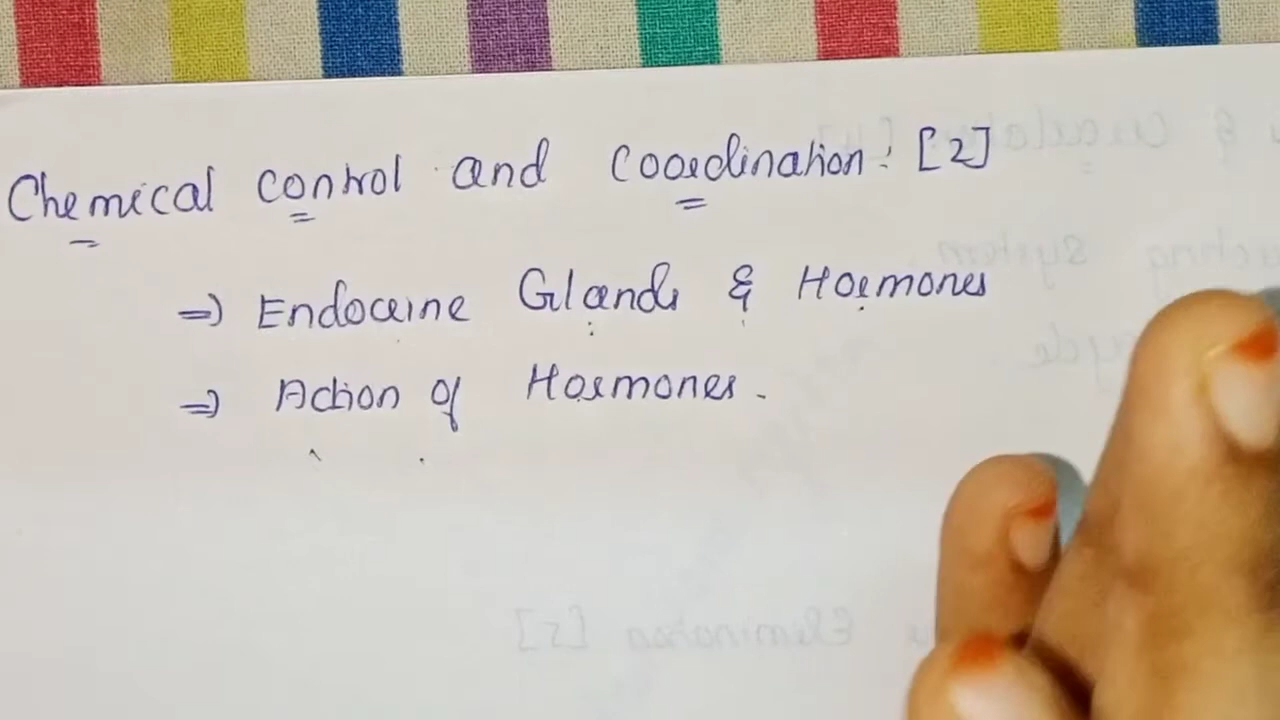 Chemical control and Coordination: [2]
⇒ Endocrine Glands & Hormones
⇒ Action of Hormones.